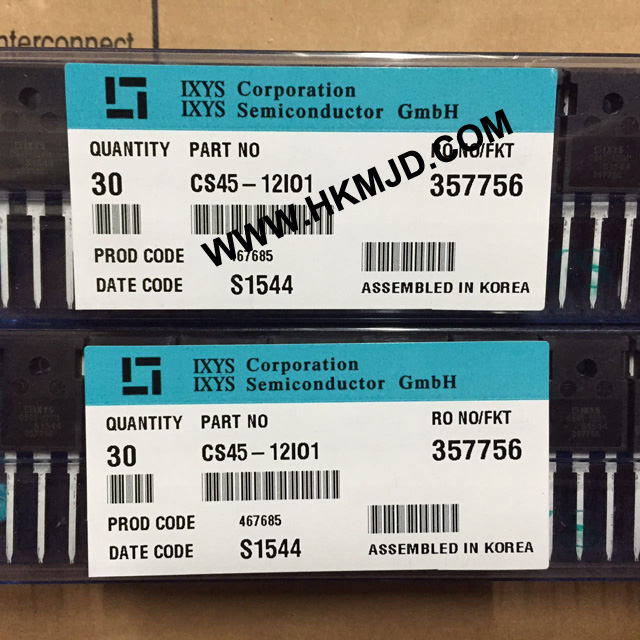 interconnect
IXYS Corporation
IXYS Semiconductor GmbH
QUANTITY PART NO RO NO/FKT
30 CS45-12IO1 357756
PROD CODE 467685
DATE CODE S1544
ASSEMBLED IN KOREA
WWW.HKMJD.COM
IXYS Corporation
IXYS Semiconductor GmbH
QUANTITY PART NO RO NO/FKT
30 CS45-12IO1 357756
PROD CODE 467685
DATE CODE S1544
ASSEMBLED IN KOREA